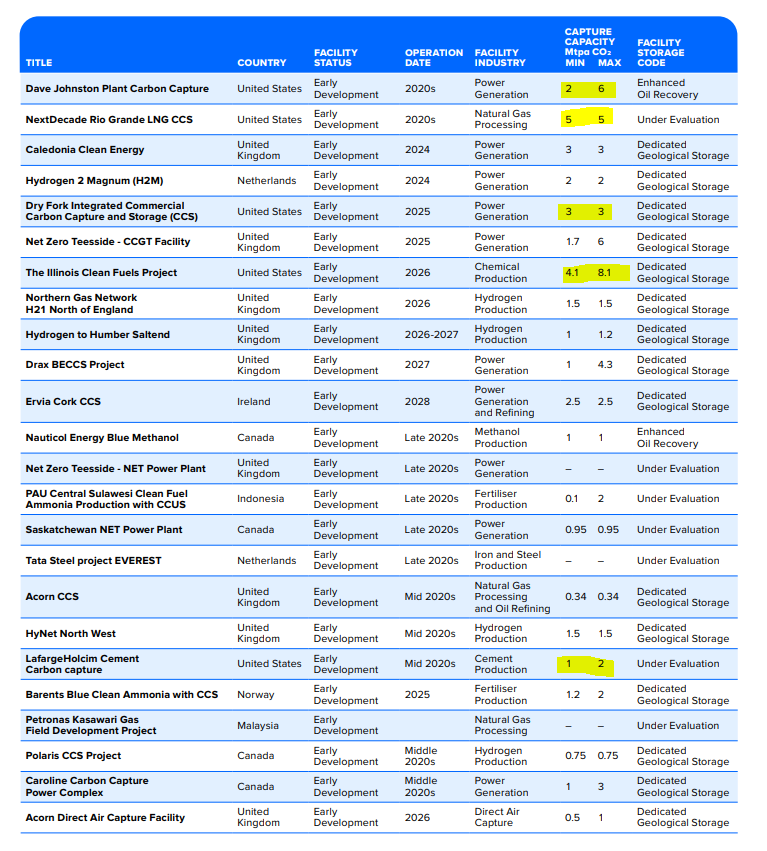 TITLE COUNTRY FACILITY STATUS OPERATION DATE FACILITY INDUSTRY CAPTURE CAPACITY Mtpa CO₂ MIN MAX FACILITY STORAGE CODE
Dave Johnston Plant Carbon Capture United States Early Development 2020s Power Generation 2 6 Enhanced Oil Recovery
NextDecade Rio Grande LNG CCS United States Early Development 2020s Natural Gas Processing 5 5 Under Evaluation
Caledonia Clean Energy United Kingdom Early Development 2024 Power Generation 3 3 Dedicated Geological Storage
Hydrogen 2 Magnum (H2M) Netherlands Early Development 2024 Power Generation 2 2 Dedicated Geological Storage
Dry Fork Integrated Commercial Carbon Capture and Storage (CCS) United States Early Development 2025 Power Generation 3 3 Dedicated Geological Storage
Net Zero Teesside - CCGT Facility United Kingdom Early Development 2025 Power Generation 1.7 6 Dedicated Geological Storage
The Illinois Clean Fuels Project United States Early Development 2026 Chemical Production 4.1 8.1 Dedicated Geological Storage
Northern Gas Network H21 North of England United Kingdom Early Development 2026 Hydrogen Production 1.5 1.5 Dedicated Geological Storage
Hydrogen to Humber Saltend United Kingdom Early Development 2026-2027 Hydrogen Production 1 1.2 Dedicated Geological Storage
Drax BECCS Project United Kingdom Early Development 2027 Power Generation 1 4.3 Dedicated Geological Storage
Ervia Cork CCS Ireland Early Development 2028 Power Generation and Refining 2.5 2.5 Dedicated Geological Storage
Nauticol Energy Blue Methanol Canada Early Development Late 2020s Methanol Production 1 1 Enhanced Oil Recovery
Net Zero Teesside - NET Power Plant United Kingdom Early Development Late 2020s Power Generation – – Under Evaluation
PAU Central Sulawesi Clean Fuel Ammonia Production with CCUS Indonesia Early Development Late 2020s Fertiliser Production 0.1 2 Under Evaluation
Saskatchewan NET Power Plant Canada Early Development Late 2020s Power Generation 0.95 0.95 Under Evaluation
Tata Steel project EVEREST Netherlands Early Development Late 2020s Iron and Steel Production – – Under Evaluation
Acorn CCS United Kingdom Early Development Mid 2020s Natural Gas Processing and Oil Refining 0.34 0.34 Dedicated Geological Storage
HyNet North West United Kingdom Early Development Mid 2020s Hydrogen Production 1.5 1.5 Dedicated Geological Storage
LafargeHolcim Cement Carbon capture United States Early Development Mid 2020s Cement Production 1 2 Under Evaluation
Barents Blue Clean Ammonia with CCS Norway Early Development 2025 Fertiliser Production 1.2 2 Dedicated Geological Storage
Petronas Kasawari Gas Field Development Project Malaysia Early Development Natural Gas Processing – – Under Evaluation
Polaris CCS Project Canada Early Development Middle 2020s Hydrogen Production 0.75 0.75 Dedicated Geological Storage
Caroline Carbon Capture Power Complex Canada Early Development Middle 2020s Power Generation 1 3 Dedicated Geological Storage
Acorn Direct Air Capture Facility United Kingdom Early Development 2026 Direct Air Capture 0.5 1 Dedicated Geological Storage